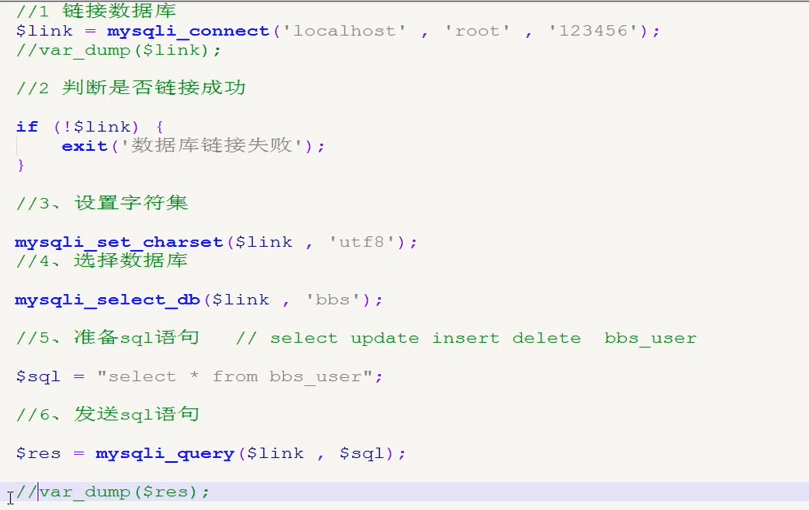 //1 链接数据库
$link = mysqli_connect('localhost' , 'root' , '123456');
//var_dump($link);
//2 判断是否链接成功
if (!$link) {
exit('数据库链接失败');
}
//3、设置字符集
mysqli_set_charset($link , 'utf8');
//4、选择数据库
mysqli_select_db($link , 'bbs');
//5、准备sql语句 // select update insert delete bbs_user
$sql = "select * from bbs_user";
//6、发送sql语句
$res = mysqli_query($link , $sql);
//var_dump($res);